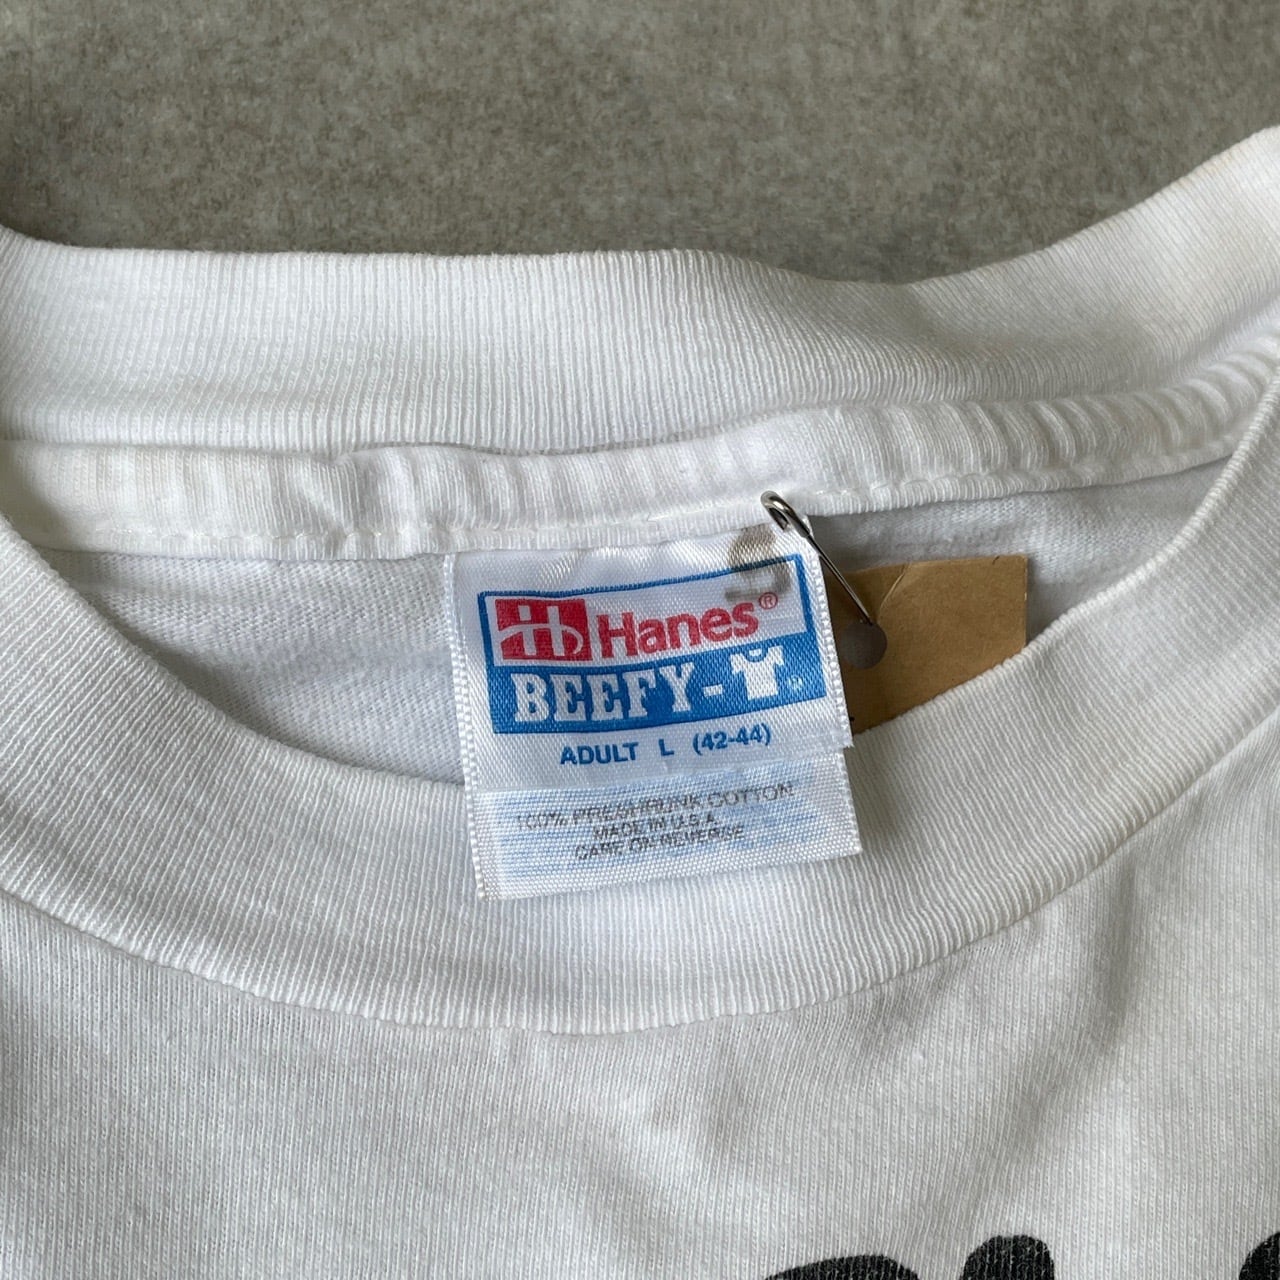 Hanes®
BEEFY-
ADULT L (42-44)
100% PRESHRUNK COTTON
MADE IN U.S.A.
CARE ON REVERSE